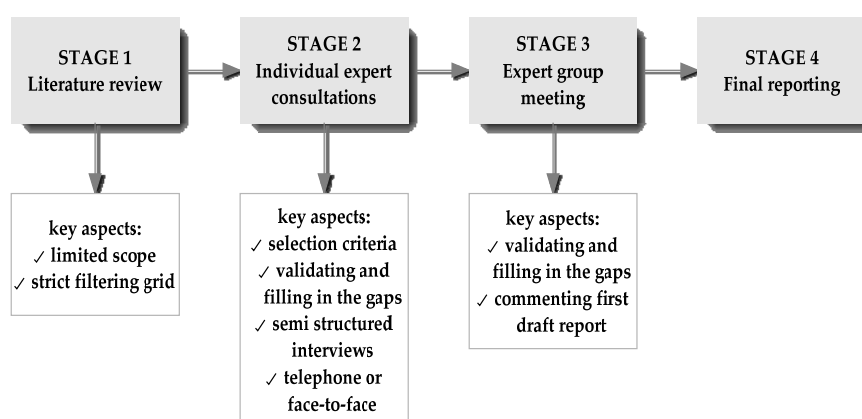 STAGE 1
Literature review
STAGE 2
Individual expert
consultations
STAGE 3
Expert group
meeting
STAGE 4
Final reporting
key aspects:
✓ limited scope
✓ strict filtering grid
key aspects:
✓ selection criteria
✓ validating and
filling in the gaps
✓ semi structured
interviews
✓ telephone or
face-to-face
key aspects:
✓ validating and
filling in the gaps
✓ commenting first
draft report